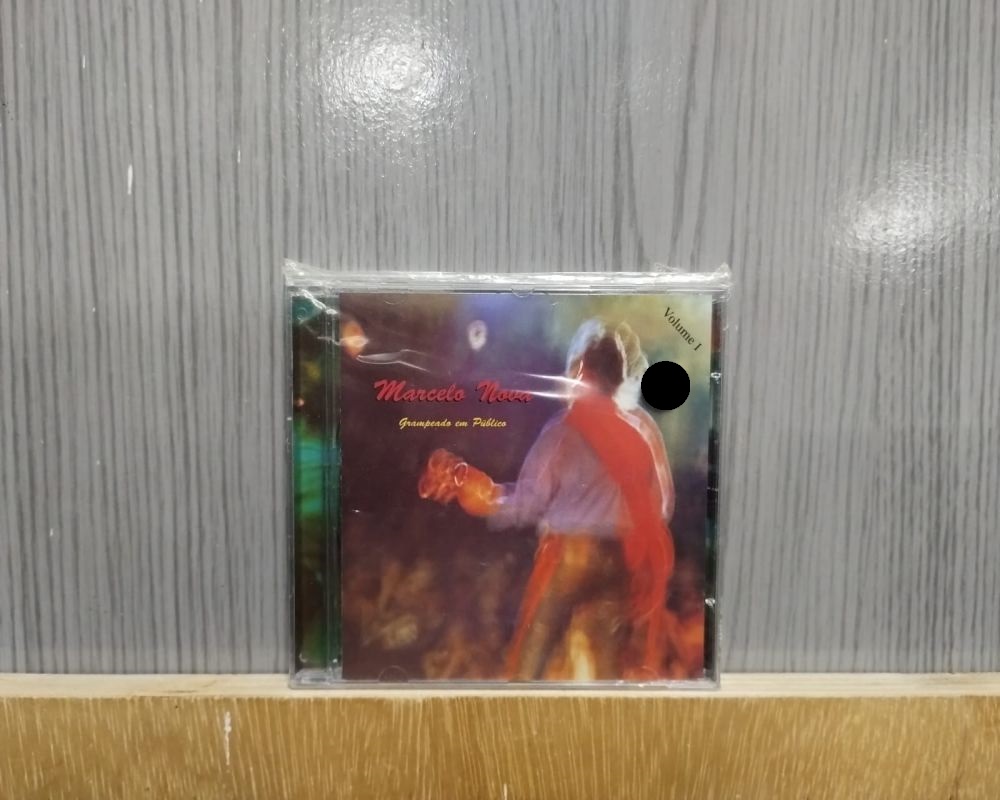 Volume I
Marcelo Nova
Grampeado em Público